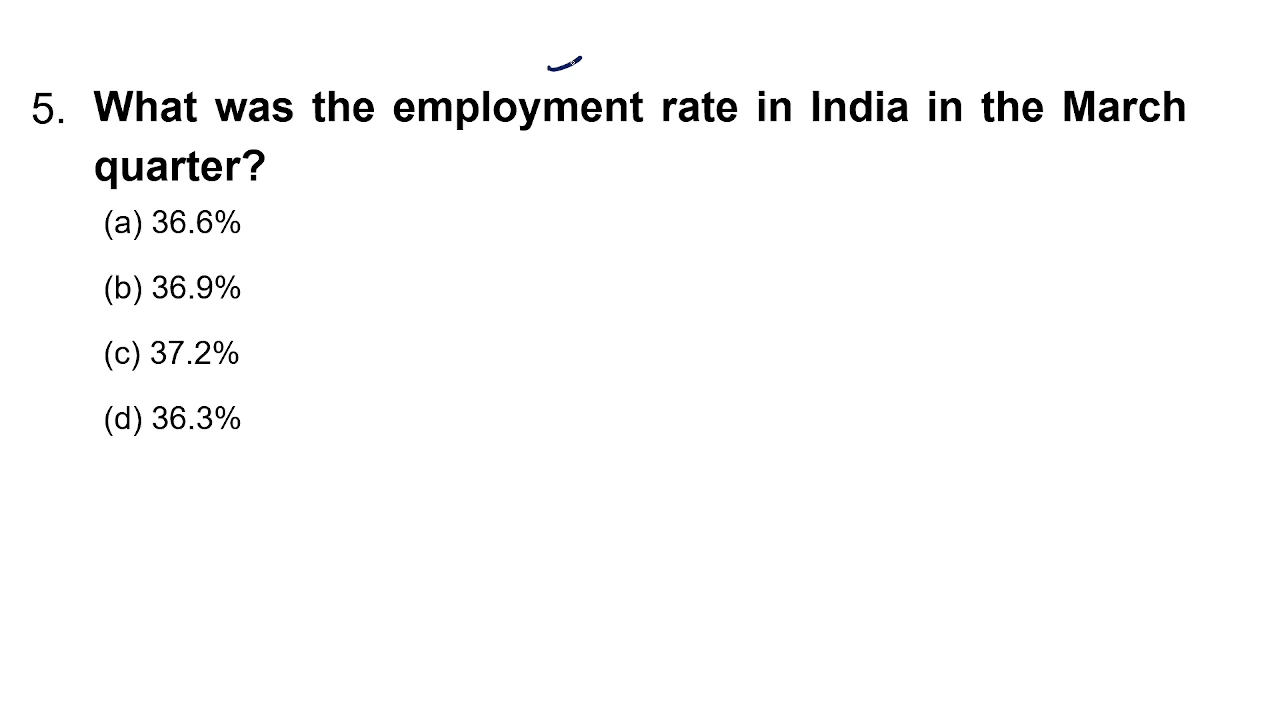 5. What was the employment rate in India in the March
quarter?
(a) 36.6%
(b) 36.9%
(c) 37.2%
(d) 36.3%